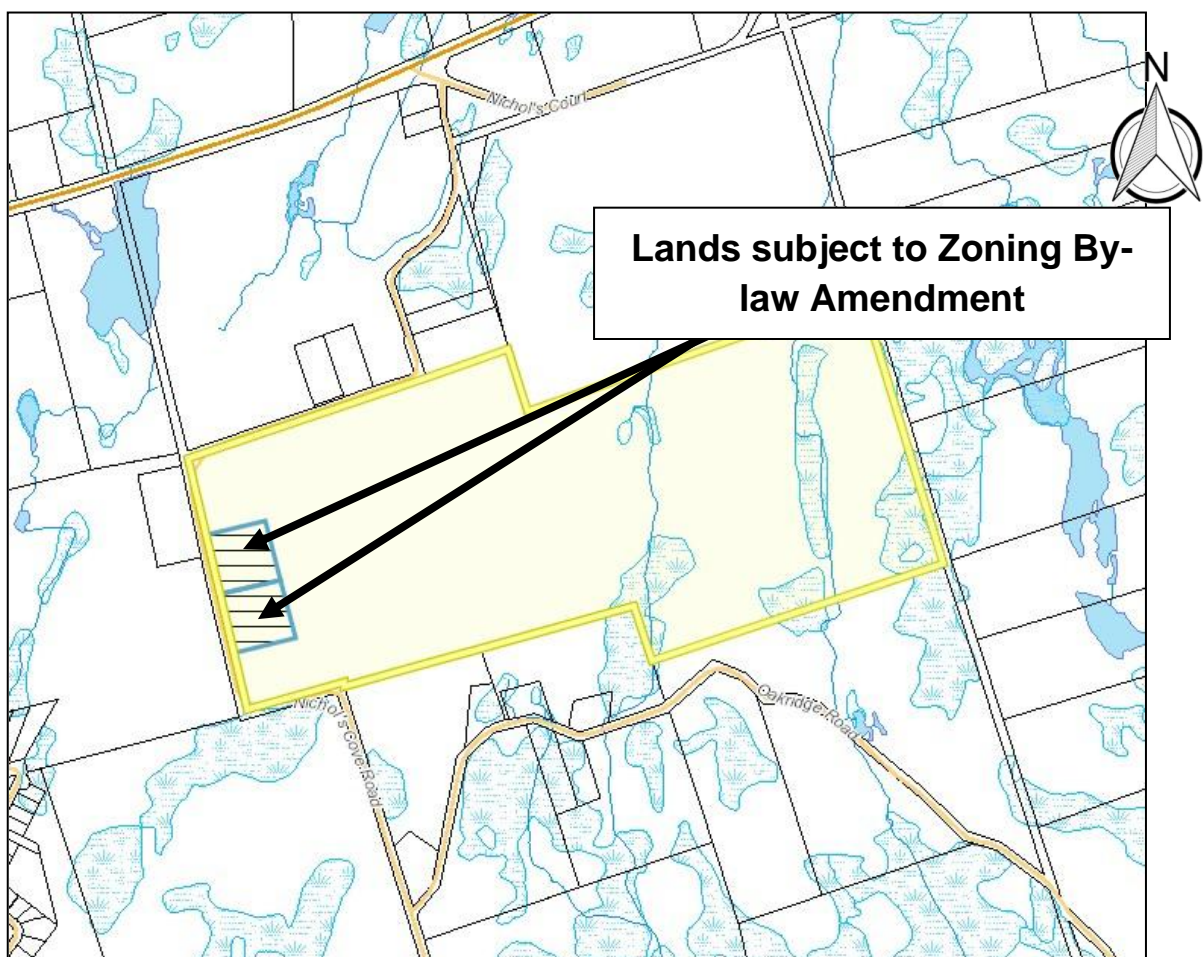 N
Nichol's Court
Lands subject to Zoning By-
law Amendment
Nichol's Cove Road
Oakridge Road